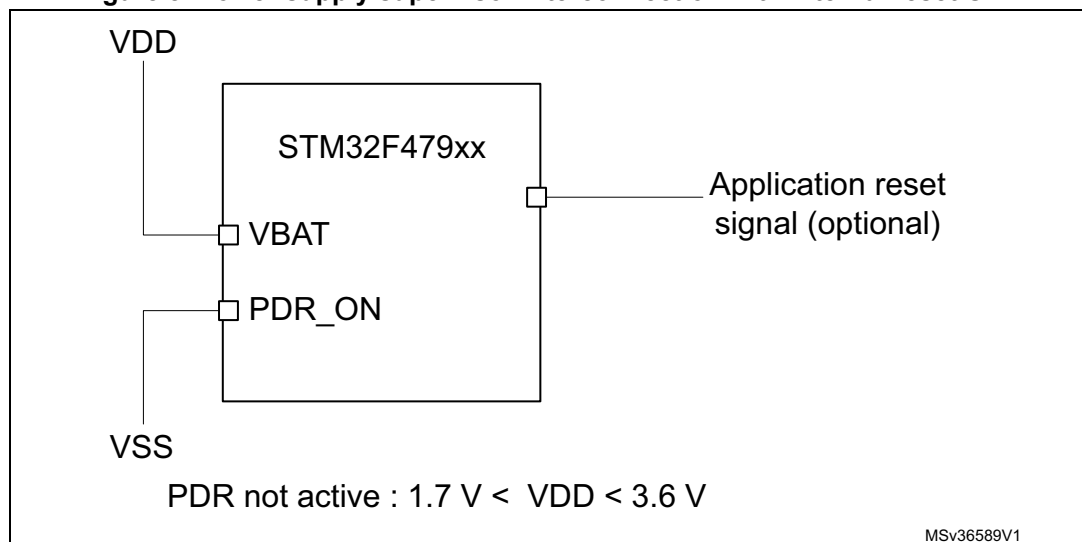 VDD
STM32F479xx
Application reset
signal (optional)
VBAT
PDR_ON
VSS
PDR not active : 1.7 V < VDD < 3.6 V
MSv36589V1